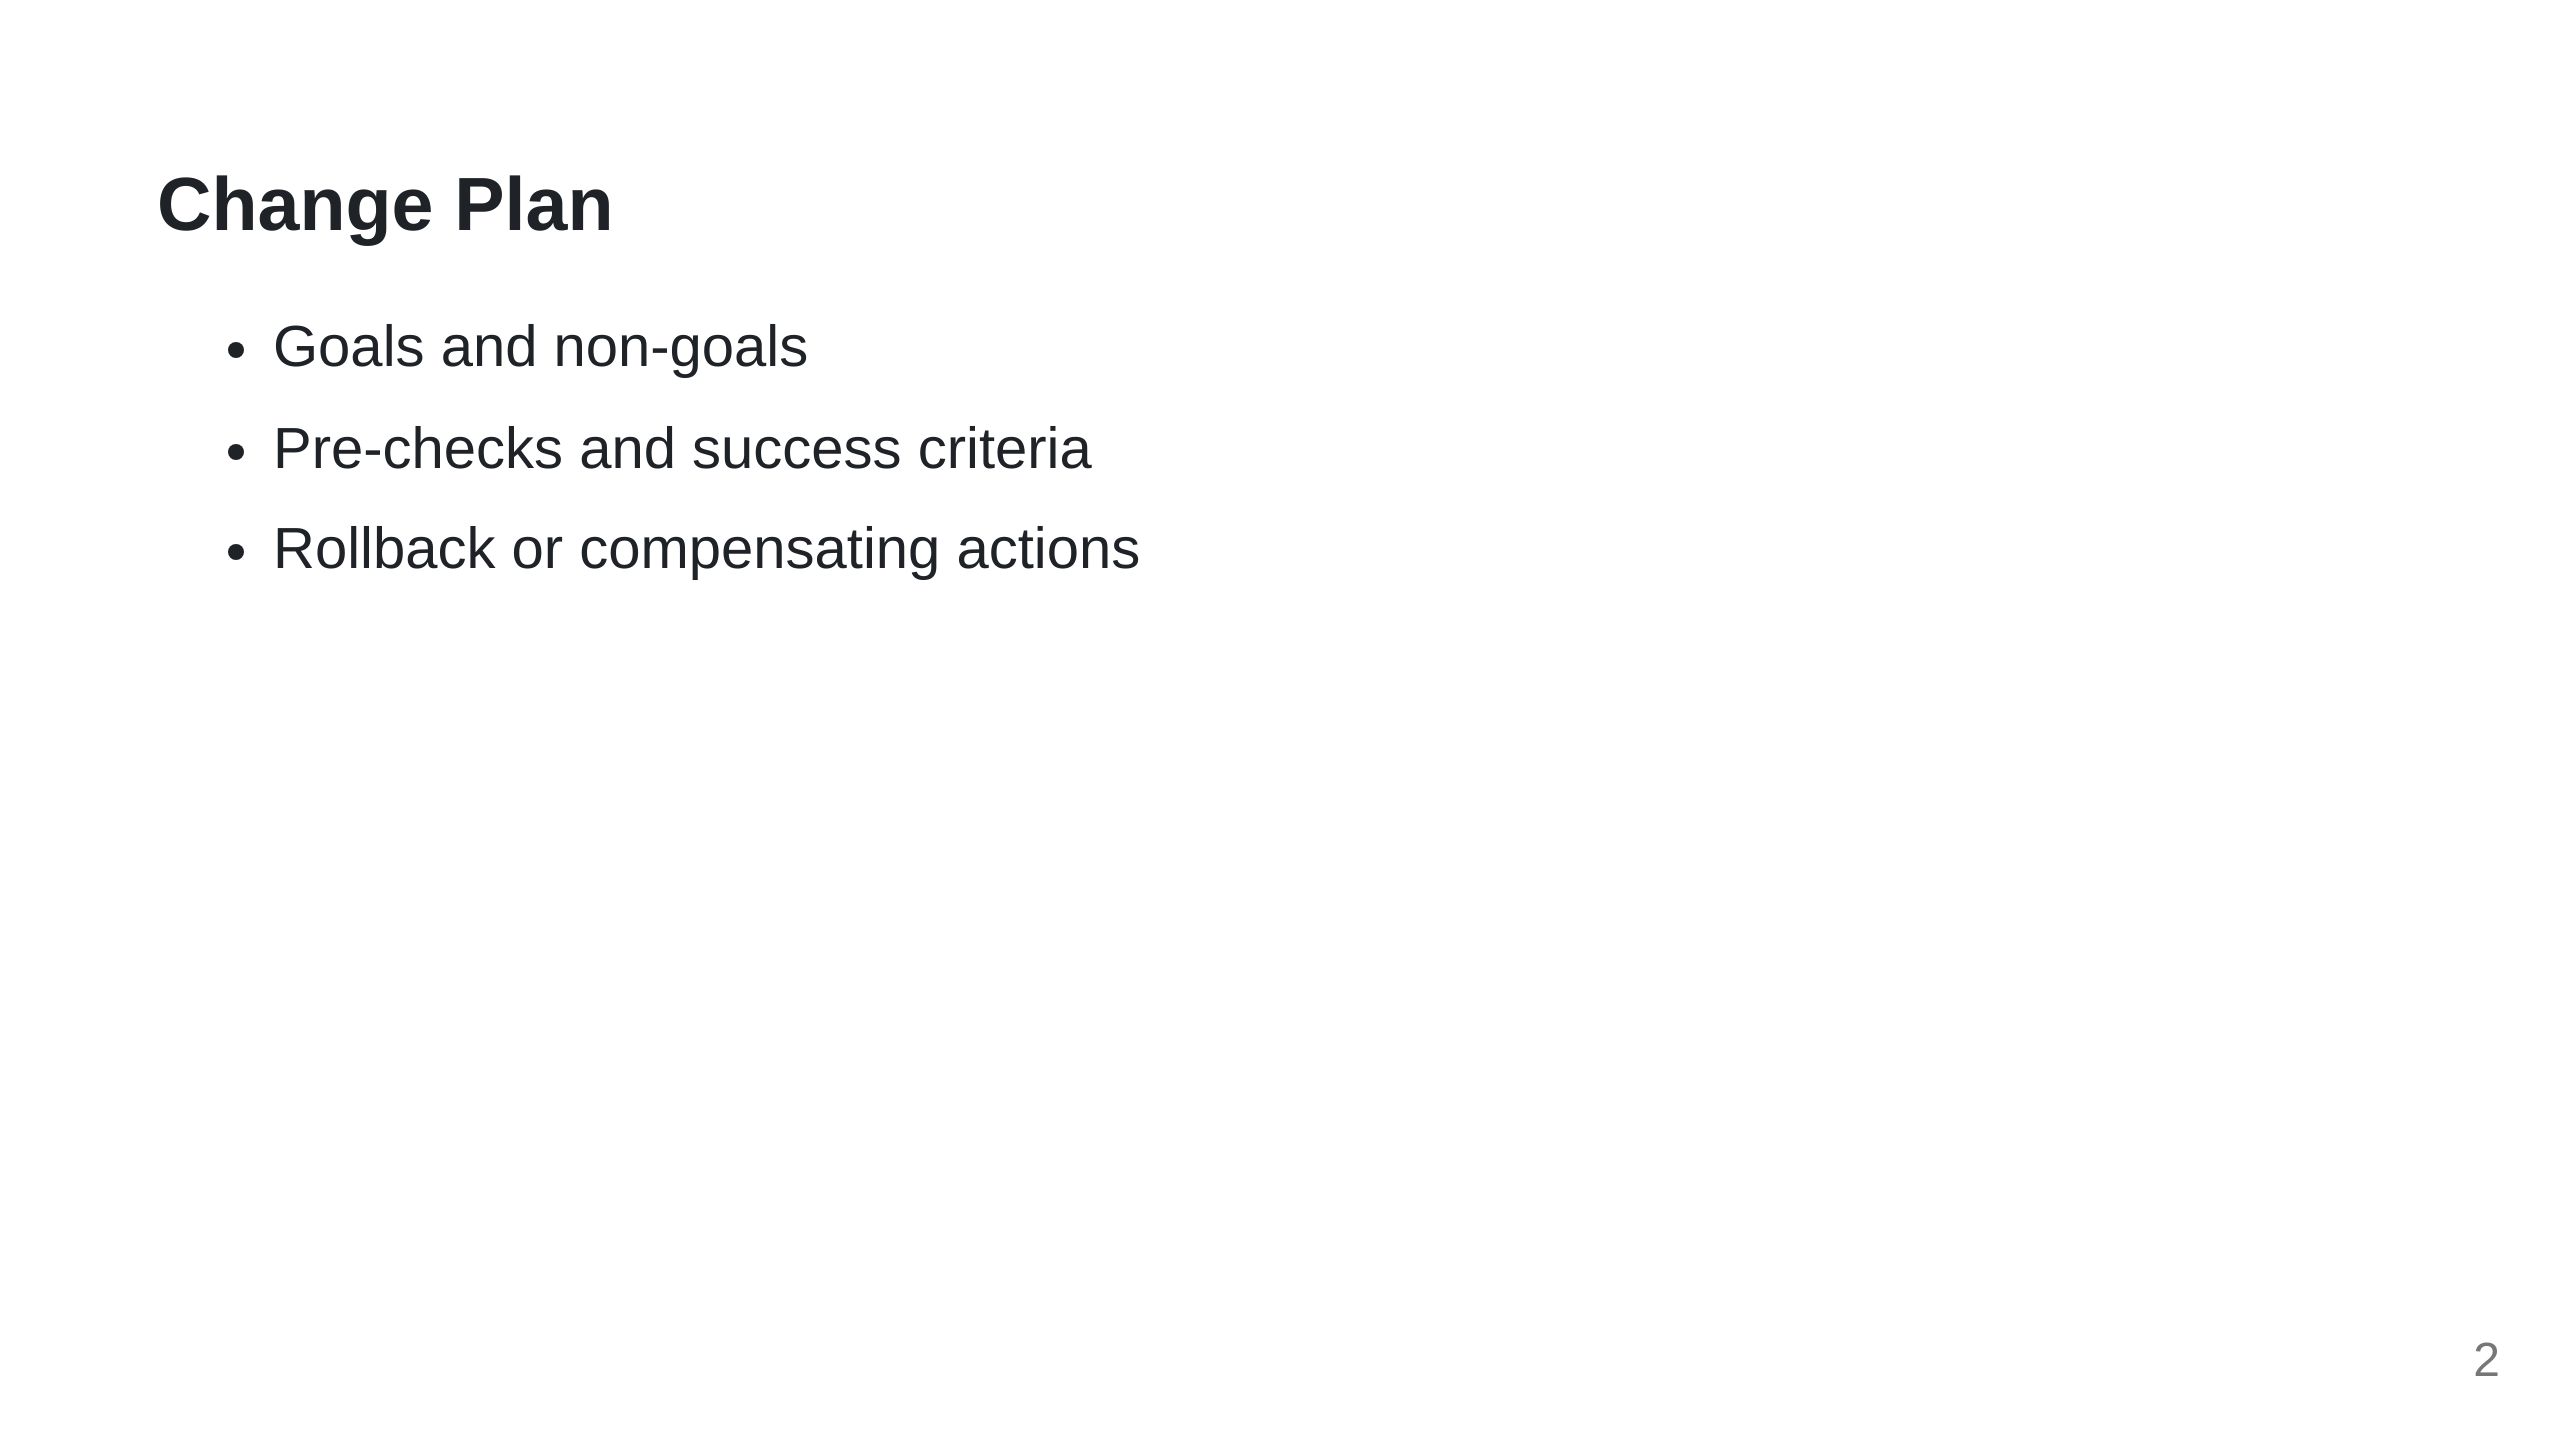 Change Plan
• Goals and non-goals
• Pre-checks and success criteria
• Rollback or compensating actions
2